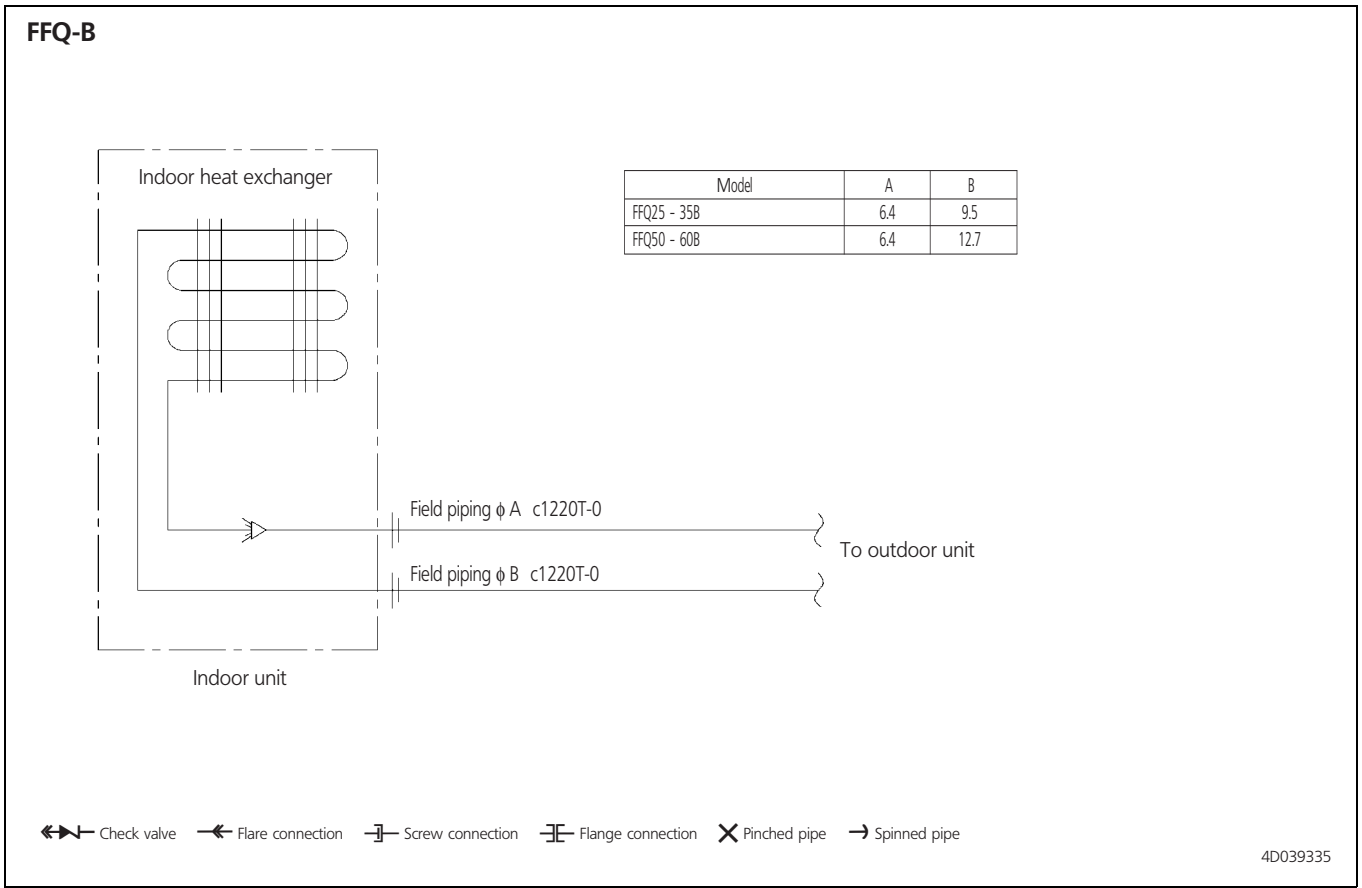 FFQ-B
Indoor heat exchanger
Model A B
FFQ25 - 35B 6.4 9.5
FFQ50 - 60B 6.4 12.7
Field piping ϕ A c1220T-0
To outdoor unit
Field piping ϕ B c1220T-0
Indoor unit
Check valve Flare connection Screw connection Flange connection Pinched pipe Spinned pipe
4D039335